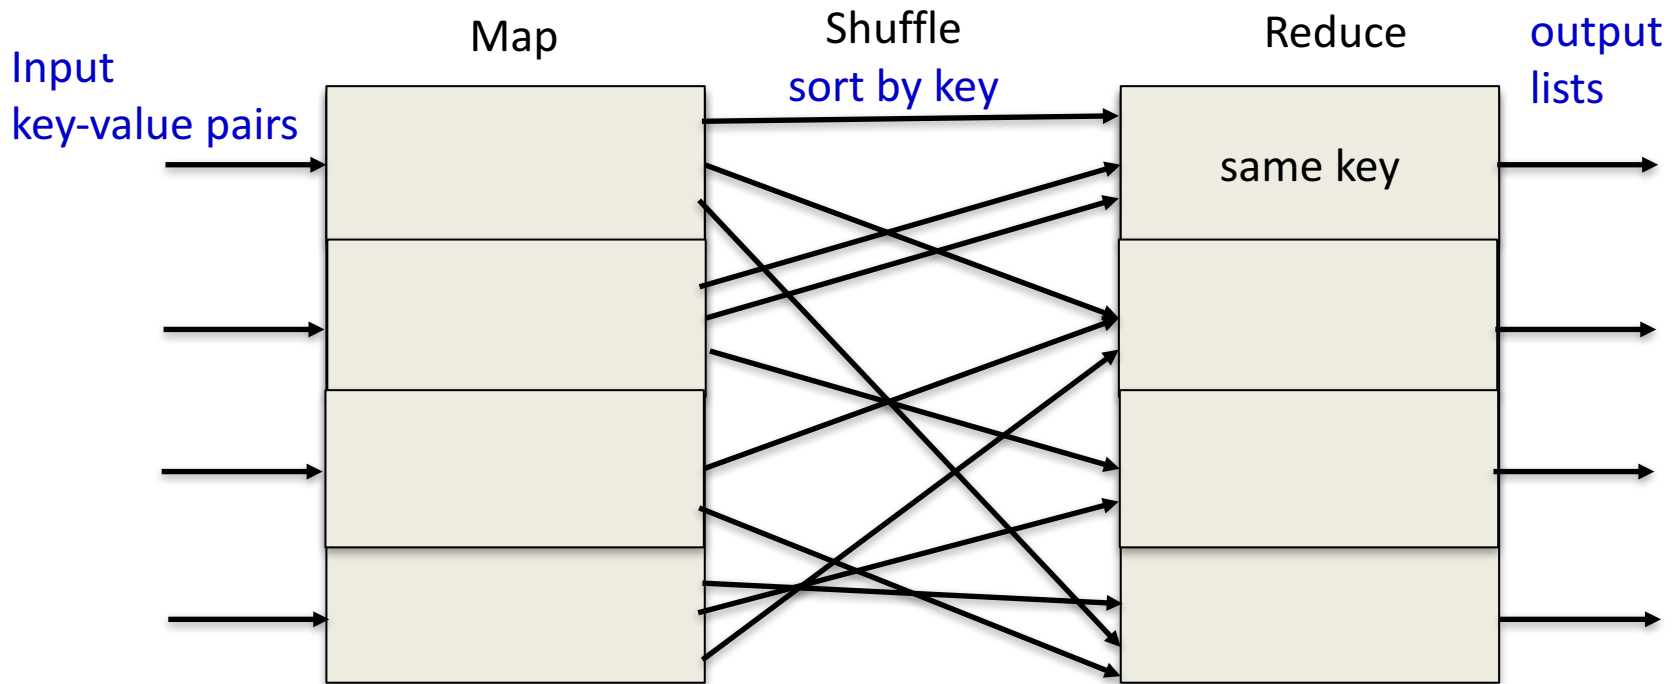 Input
key-value pairs
Map
Shuffle
sort by key
Reduce
same key
output
lists